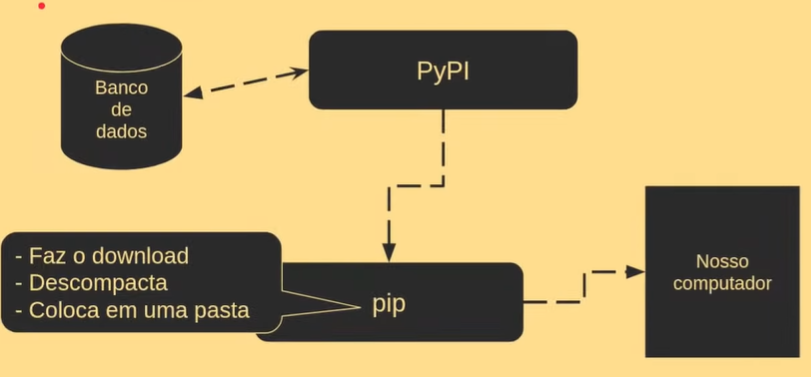 Banco
de
dados
PyPI
- Faz o download
- Descompacta
- Coloca em uma pasta
pip
Nosso
computador